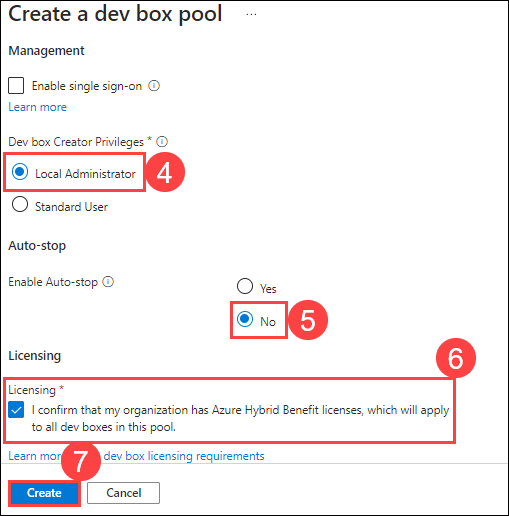 Create a dev box pool ...
Management
Enable single sign-on
Learn more
Dev box Creator Privileges *
Local Administrator 4
Standard User
Auto-stop
Enable Auto-stop
Yes
No 5
Licensing
6
Licensing *
I confirm that my organization has Azure Hybrid Benefit licenses, which will apply
to all dev boxes in this pool.
7
Learn more dev box licensing requirements
Create Cancel